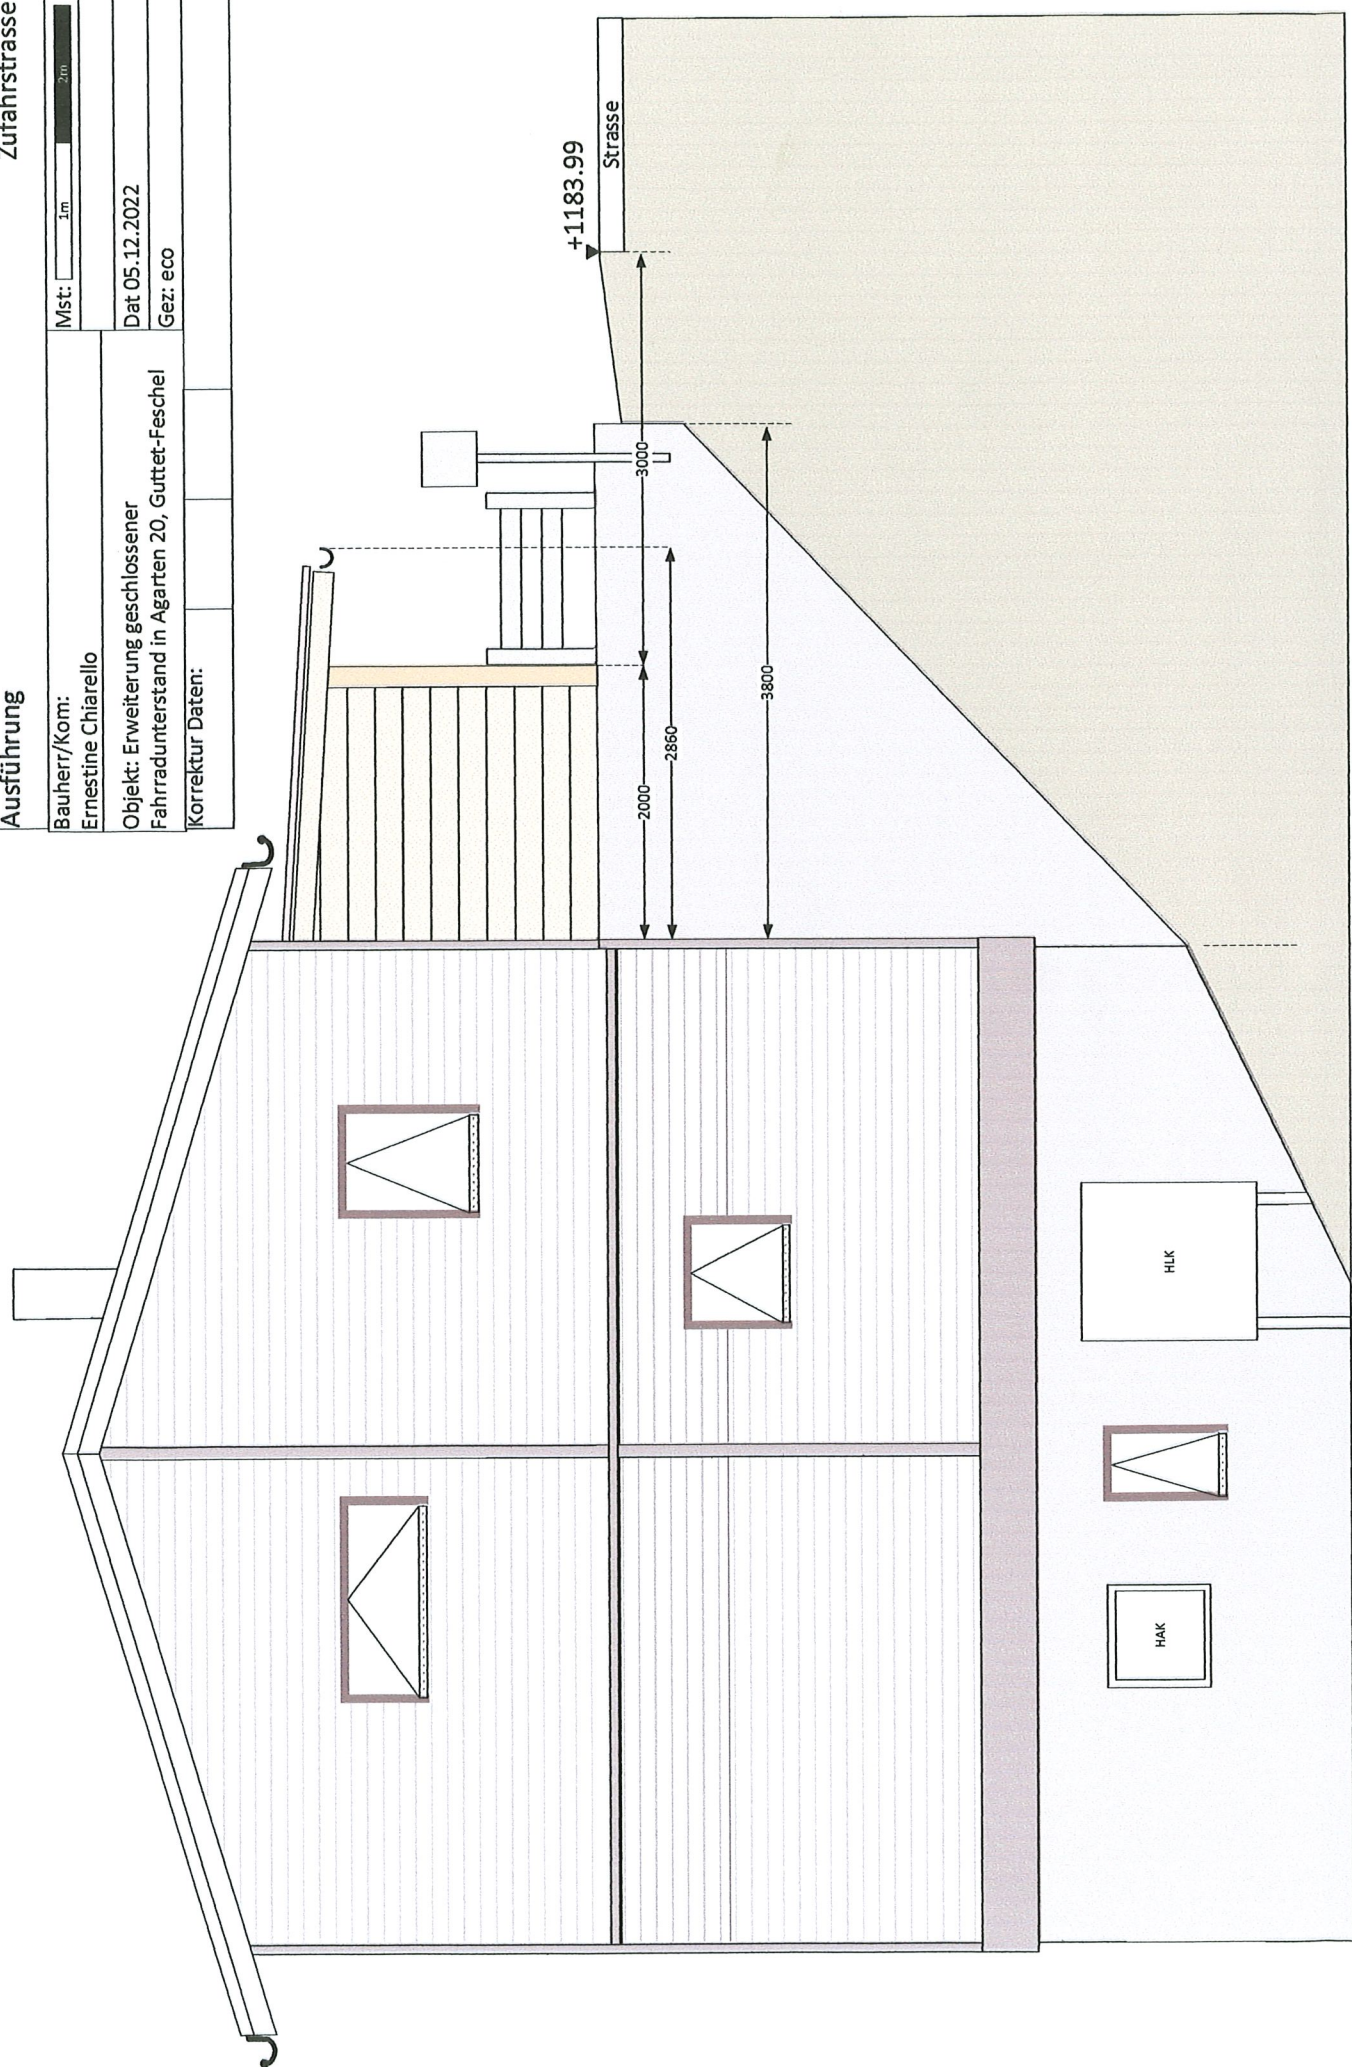 Ausführung
Zufahrstrasse
Bauherr/Kom:
Ernestine Chiarello
Mst:
1m
2m
Objekt: Erweiterung geschlossener
Fahrradunterstand in Agarten 20, Guttet-Feschel
Dat 05.12.2022
Gez: eco
Korrektur Daten:
+1183.99
Strasse
3000
2000
2860
3800
HLK
HAK